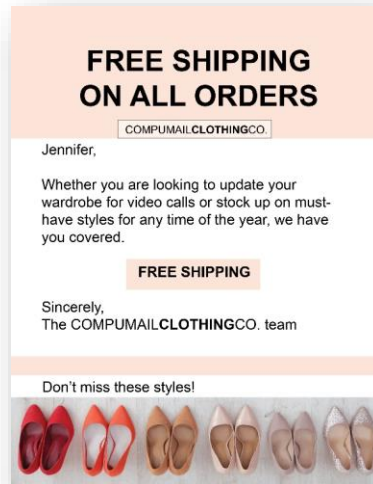 FREE SHIPPING
ON ALL ORDERS
COMPUMAILCLOTHINGCO.
Jennifer,
Whether you are looking to update your
wardrobe for video calls or stock up on must-
have styles for any time of the year, we have
you covered.
FREE SHIPPING
Sincerely,
The COMPUMAILCLOTHINGCO. team
Don’t miss these styles!